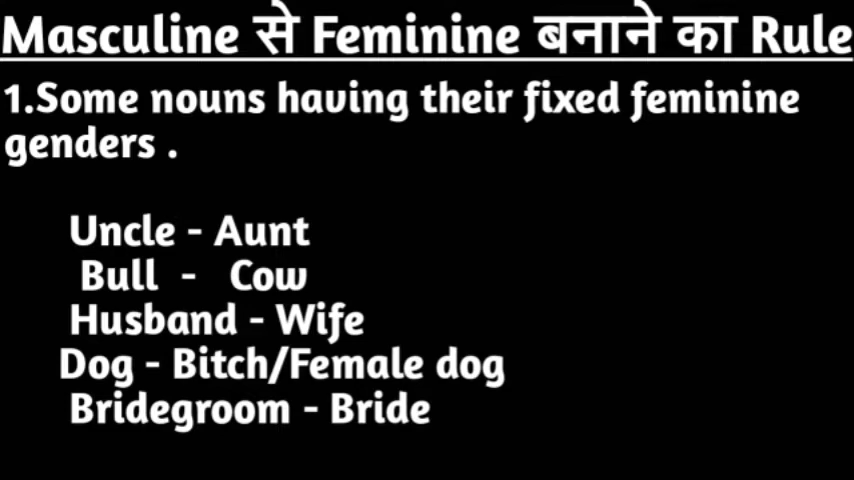 Masculine से Feminine बनाने का Rule
1.Some nouns having their fixed feminine
genders .
Uncle - Aunt
Bull - Cow
Husband - Wife
Dog - Bitch/Female dog
Bridegroom - Bride